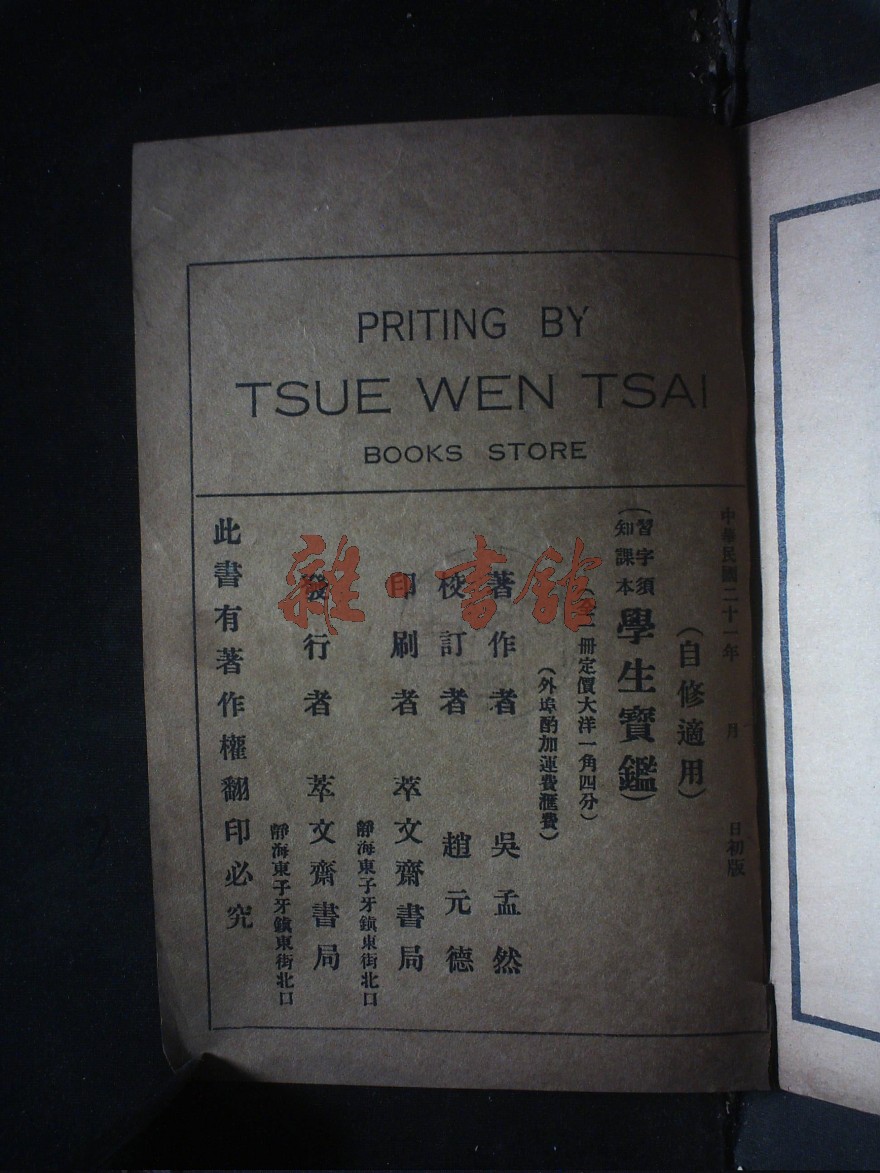 PRITING BY
TSUE WEN TSAI
BOOKS STORE
中華民國二十一年 月 日初版
(自修適用)
(習字須知課本學生寶鑑)
一冊定價大洋一角四分)
(外埠酌加運費滙費)
著作者 吳孟然
校訂者 趙元德
印刷者 萃文齋書局
靜海東子牙鎮東街北口
發行者 萃文齋書局
靜海東子牙鎮東街北口
此書有著作權翻印必究
雜·書館